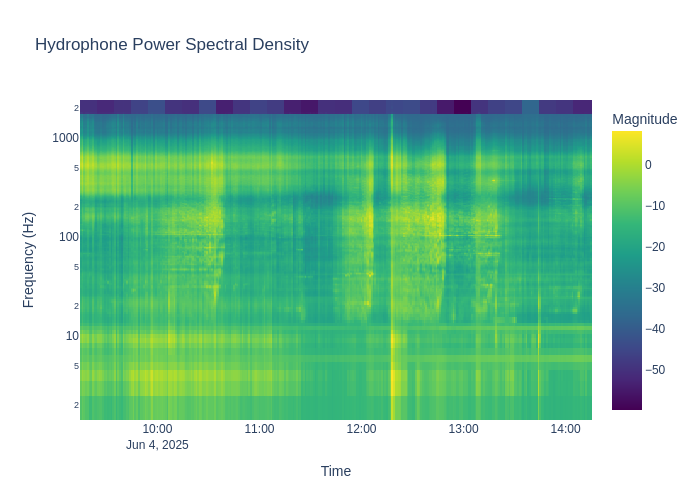 Hydrophone Power Spectral Density
Magnitude
2
1000
5
2
100
5
2
10
5
2
0
−10
−20
−30
−40
−50
Frequency (Hz)
10:00 11:00 12:00 13:00 14:00
Jun 4, 2025
Time